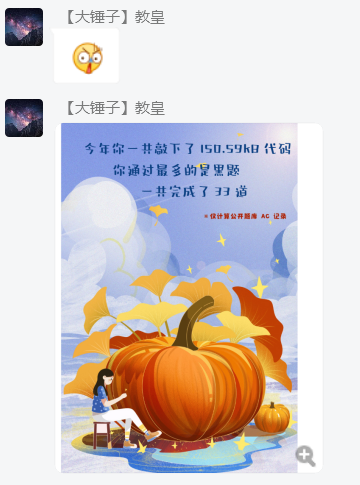 【大锤子】教皇
【大锤子】教皇
今年你一共敲下了 150.59kB 代码
你通过最多的是黑题
一共完成了 33 道
*仅计算公开题库 AC 记录